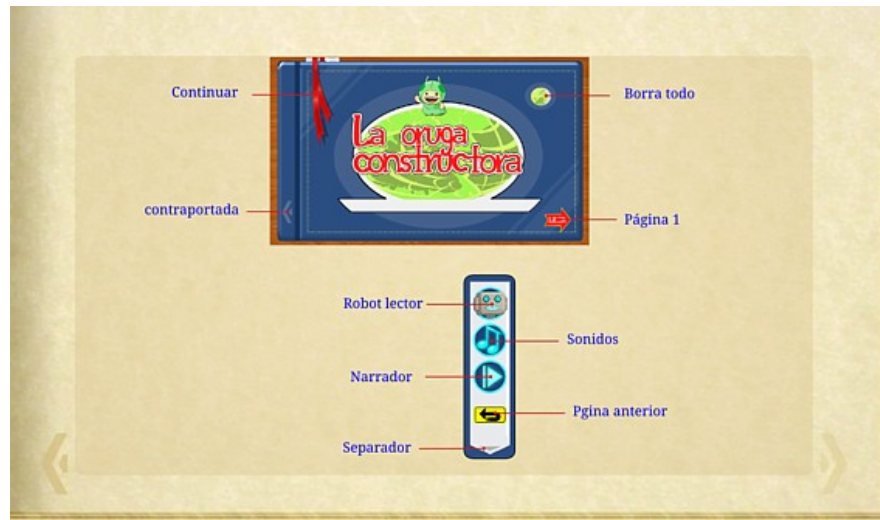 Continuar
Borra todo
La oruga
constructora
contraportada
Página 1
Robot lector
Sonidos
Narrador
Pgina anterior
Separador